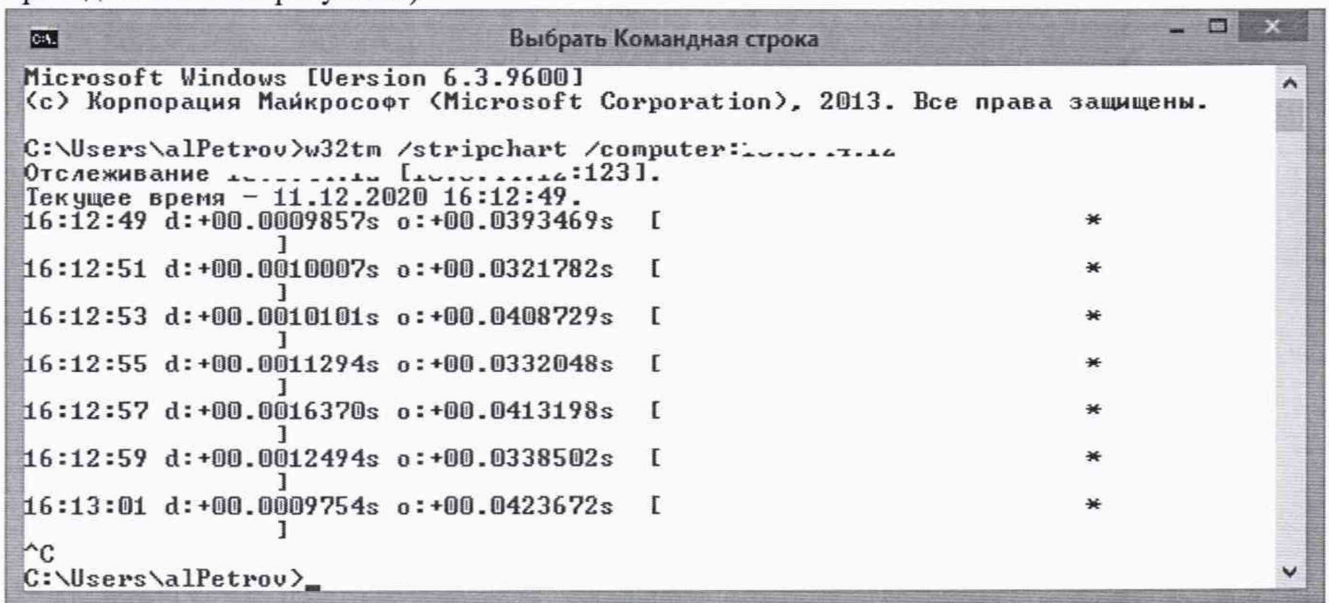 Выбрать Командная строка
Microsoft Windows [Version 6.3.9600]
(c) Корпорация Майкрософт (Microsoft Corporation), 2013. Все права защищены.
C:\Users\alPetrov>w32tm /stripchart /computer:
Отслеживание :123].
Текущее время - 11.12.2020 16:12:49.
16:12:49 d:+00.0009857s o:+00.0393469s [ *
]
16:12:51 d:+00.0010007s o:+00.0321782s [ *
]
16:12:53 d:+00.0010101s o:+00.0408729s [ *
]
16:12:55 d:+00.0011294s o:+00.0332048s [ *
]
16:12:57 d:+00.0016370s o:+00.0413198s [ *
]
16:12:59 d:+00.0012494s o:+00.0338502s [ *
]
16:13:01 d:+00.0009754s o:+00.0423672s [ *
]
^C
C:\Users\alPetrov>_